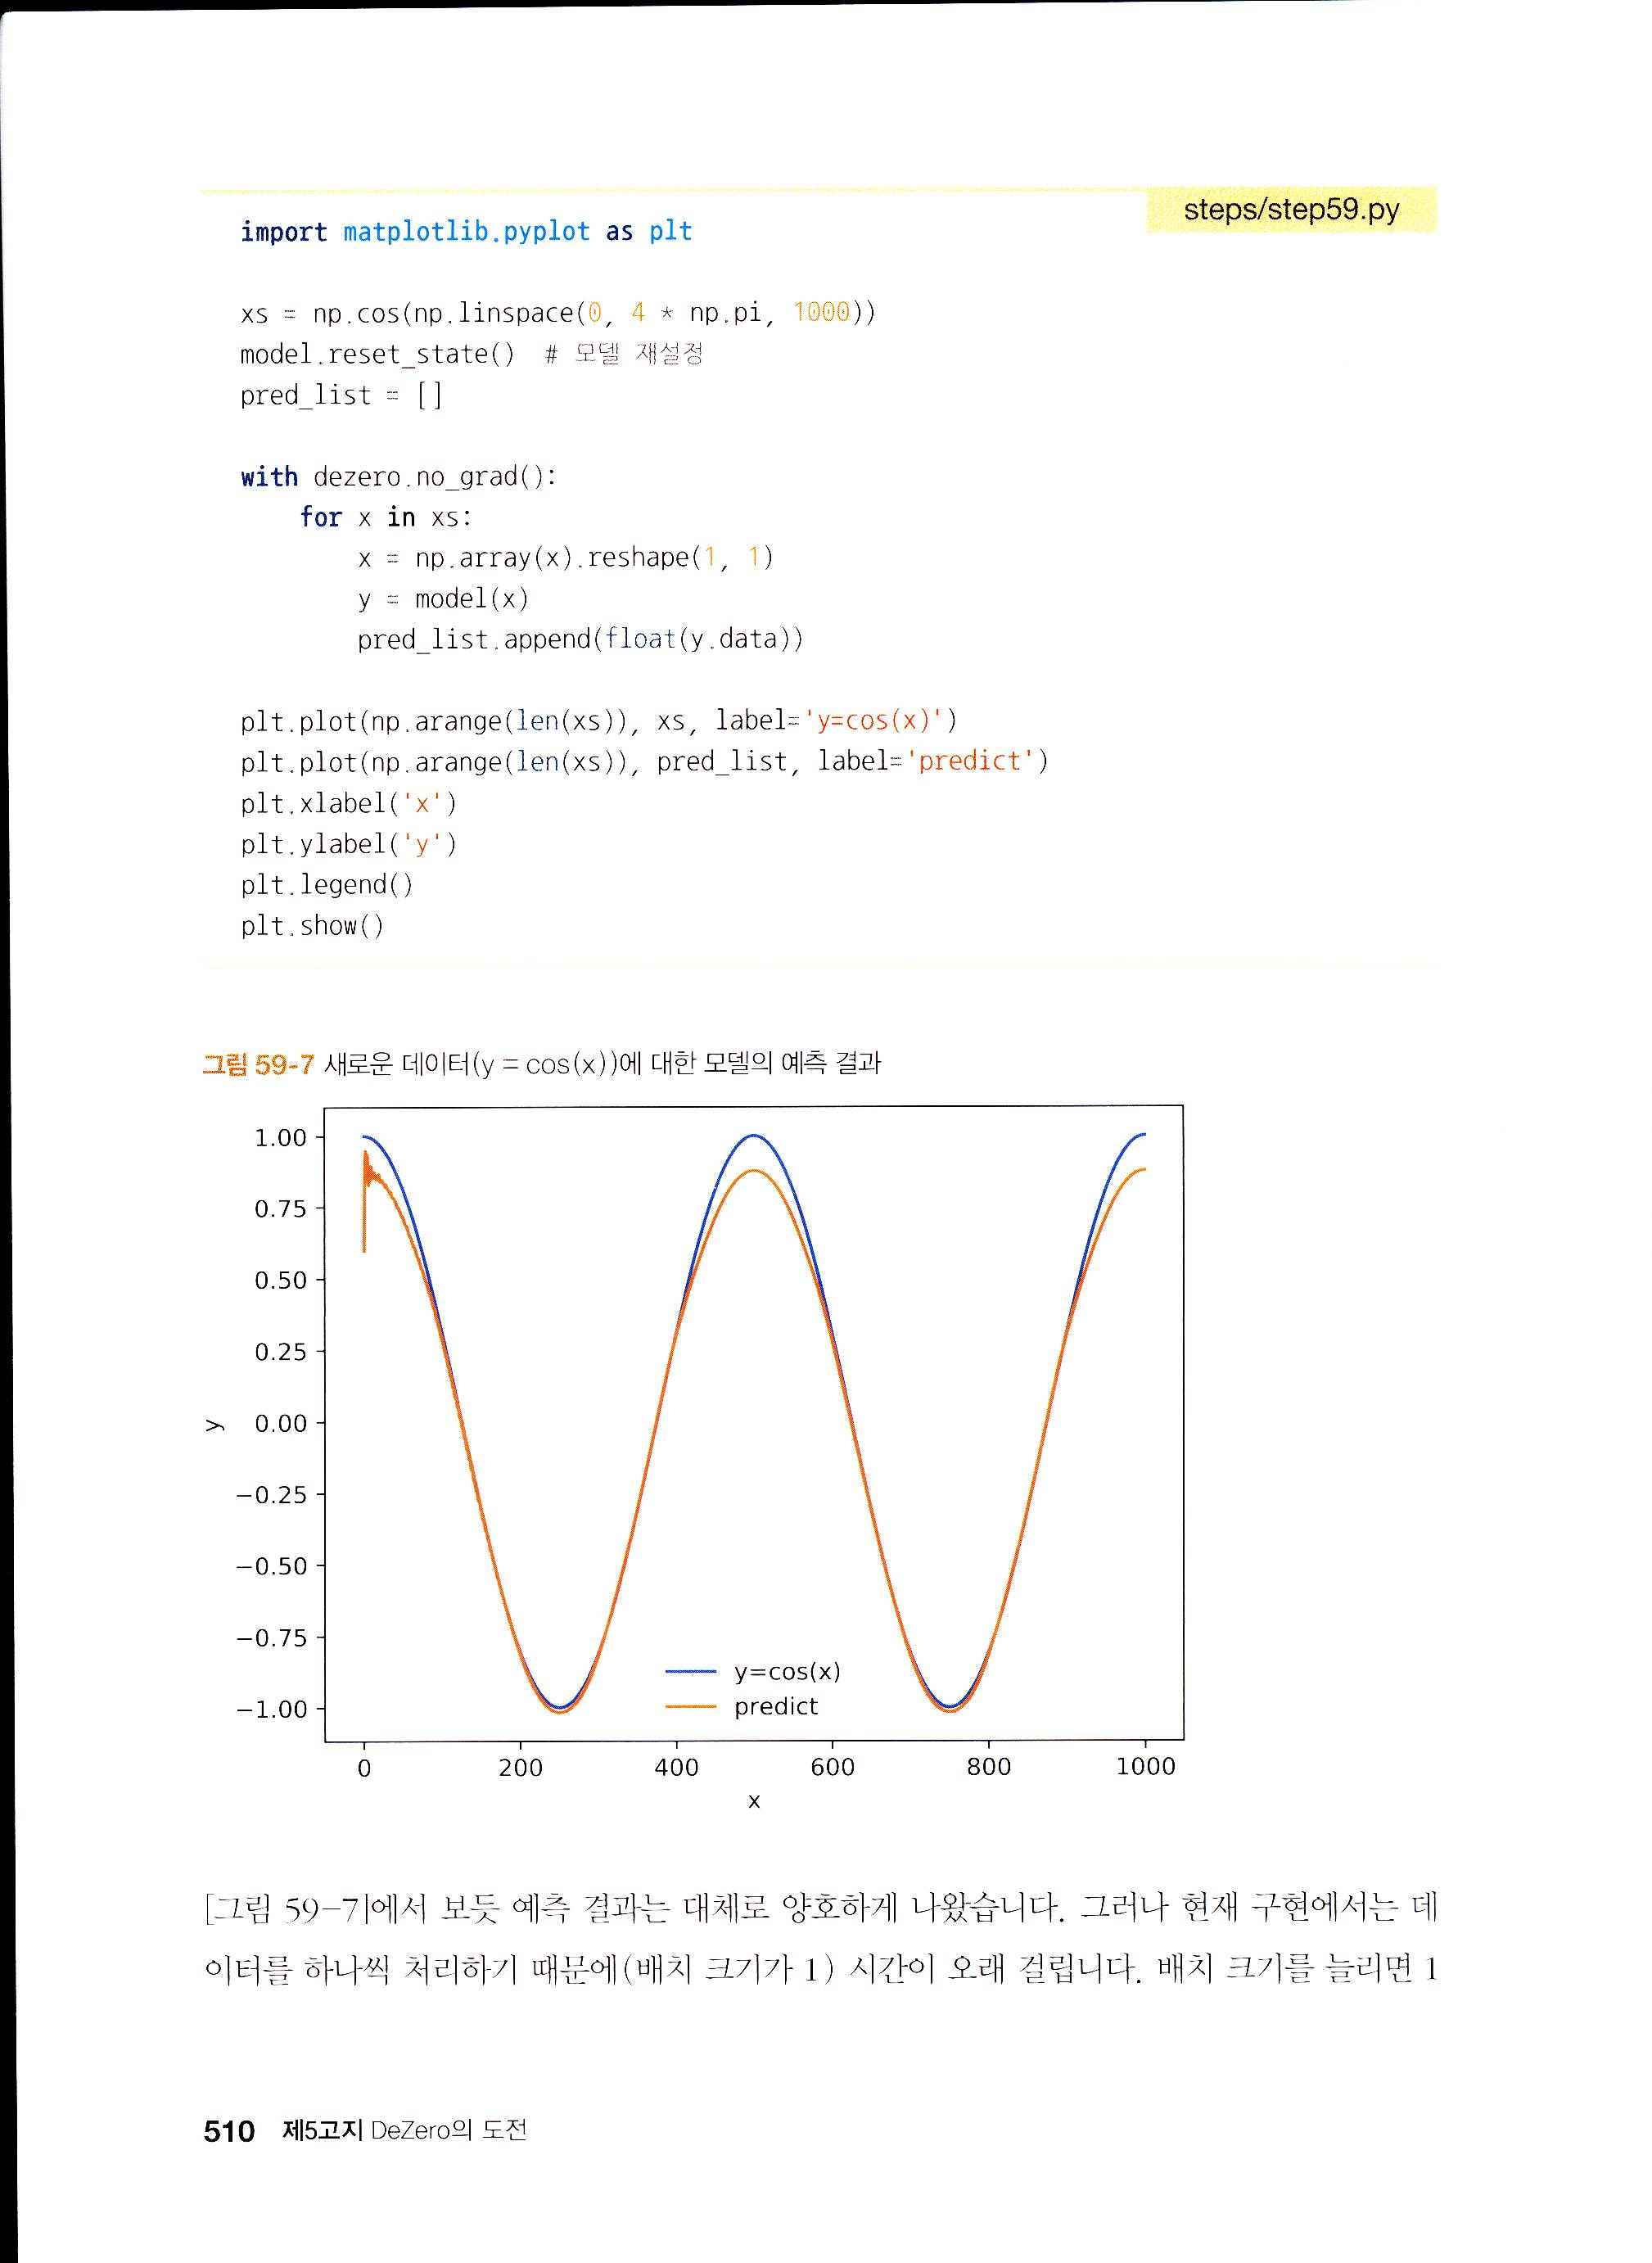 steps/step59.py
import matplotlib.pyplot as plt
xs = np.cos(np.linspace(0, 4 * np.pi, 1000))
model.reset_state()  # 모델 재설정
pred_list = []
with dezero.no_grad():
    for x in xs:
        x = np.array(x).reshape(1, 1)
        y = model(x)
        pred_list.append(float(y.data))
plt.plot(np.arange(len(xs)), xs, label='y=cos(x)')
plt.plot(np.arange(len(xs)), pred_list, label='predict')
plt.xlabel('x')
plt.ylabel('y')
plt.legend()
plt.show()
그림 59-7 새로운 데이터(y = cos(x))에 대한 모델의 예측 결과
1.00
0.75
0.50
0.25
0.00
−0.25
−0.50
−0.75
−1.00
y
y=cos(x)
predict
0 200 400 600 800 1000
x
[그림 59-7]에서 보듯 예측 결과는 대체로 양호하게 나왔습니다. 그러나 현재 구현에서는 데
이터를 하나씩 처리하기 때문에(배치 크기가 1) 시간이 오래 걸립니다. 배치 크기를 늘리면 1
510 제5고지 DeZero의 도전